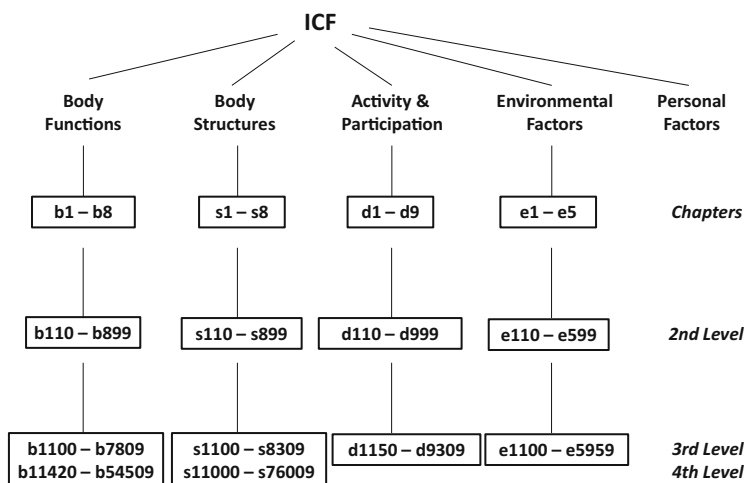 ICF
Body Functions
Body Structures
Activity & Participation
Environmental Factors
Personal Factors
b1 – b8
s1 – s8
d1 – d9
e1 – e5
Chapters
b110 – b899
s110 – s899
d110 – d999
e110 – e599
2nd Level
b1100 – b7809
s1100 – s8309
d1150 – d9309
e1100 – e5959
3rd Level
b11420 – b54509
s11000 – s76009
4th Level